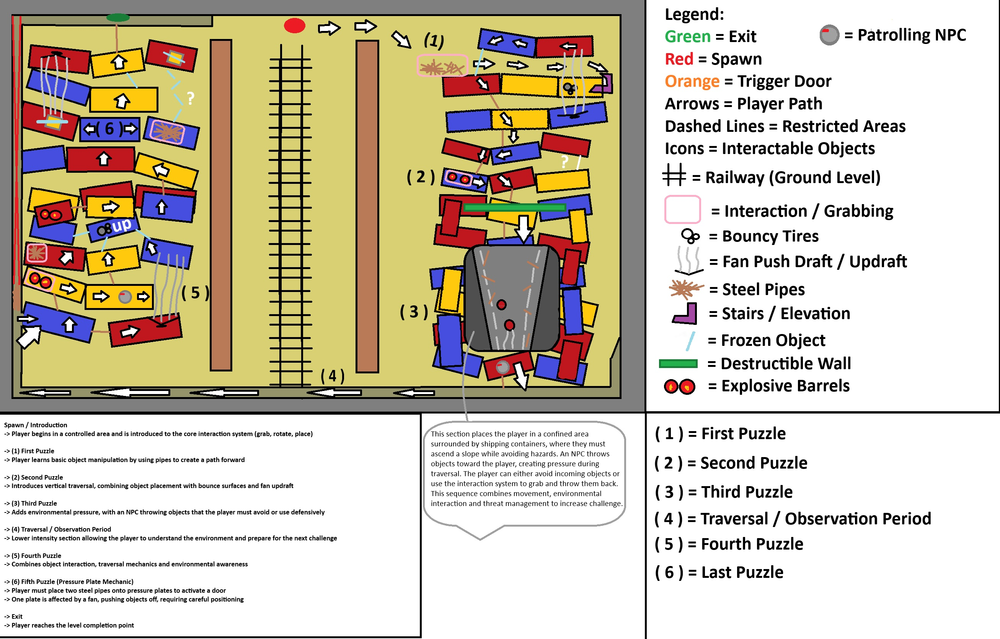 (1)
?
( 6 )
?
( 2 )
up
( 5 )
( 3 )
( 4 )
Legend:
Green = Exit
= Patrolling NPC
Red = Spawn
Orange = Trigger Door
Arrows = Player Path
Dashed Lines = Restricted Areas
Icons = Interactable Objects
= Railway (Ground Level)
= Interaction / Grabbing
= Bouncy Tires
= Fan Push Draft / Updraft
= Steel Pipes
= Stairs / Elevation
= Frozen Object
= Destructible Wall
= Explosive Barrels
Spawn / Introduction
-> Player begins in a controlled area and is introduced to the core interaction system (grab, rotate, place)
-> (1) First Puzzle
-> Player learns basic object manipulation by using pipes to create a path forward
-> (2) Second Puzzle
-> Introduces vertical traversal, combining object placement with bounce surfaces and fan updraft
-> (3) Third Puzzle
-> Adds environmental pressure, with an NPC throwing objects that the player must avoid or use defensively
-> (4) Traversal / Observation Period
-> Lower intensity section allowing the player to understand the environment and prepare for the next challenge
-> (5) Fourth Puzzle
-> Combines object interaction, traversal mechanics and environmental awareness
-> (6) Fifth Puzzle (Pressure Plate Mechanic)
-> Player must place two steel pipes onto pressure plates to activate a door
-> One plate is affected by a fan, pushing objects off, requiring careful positioning
-> Exit
-> Player reaches the level completion point
This section places the player in a confined area
surrounded by shipping containers, where they must
ascend a slope while avoiding hazards. An NPC throws
objects toward the player, creating pressure during
traversal. The player can either avoid incoming objects or
use the interaction system to grab and throw them back.
This sequence combines movement, environmental
interaction and threat management to increase challenge.
( 1 ) = First Puzzle
( 2 ) = Second Puzzle
( 3 ) = Third Puzzle
( 4 ) = Traversal / Observation Period
( 5 ) = Fourth Puzzle
( 6 ) = Last Puzzle